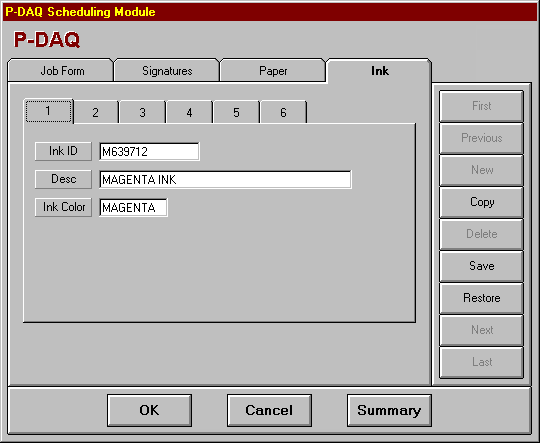 P-DAQ Scheduling Module
P-DAQ
Job Form Signatures Paper Ink
1 2 3 4 5 6
Ink ID M639712
Desc MAGENTA INK
Ink Color MAGENTA
First
Previous
New
Copy
Delete
Save
Restore
Next
Last
OK Cancel Summary